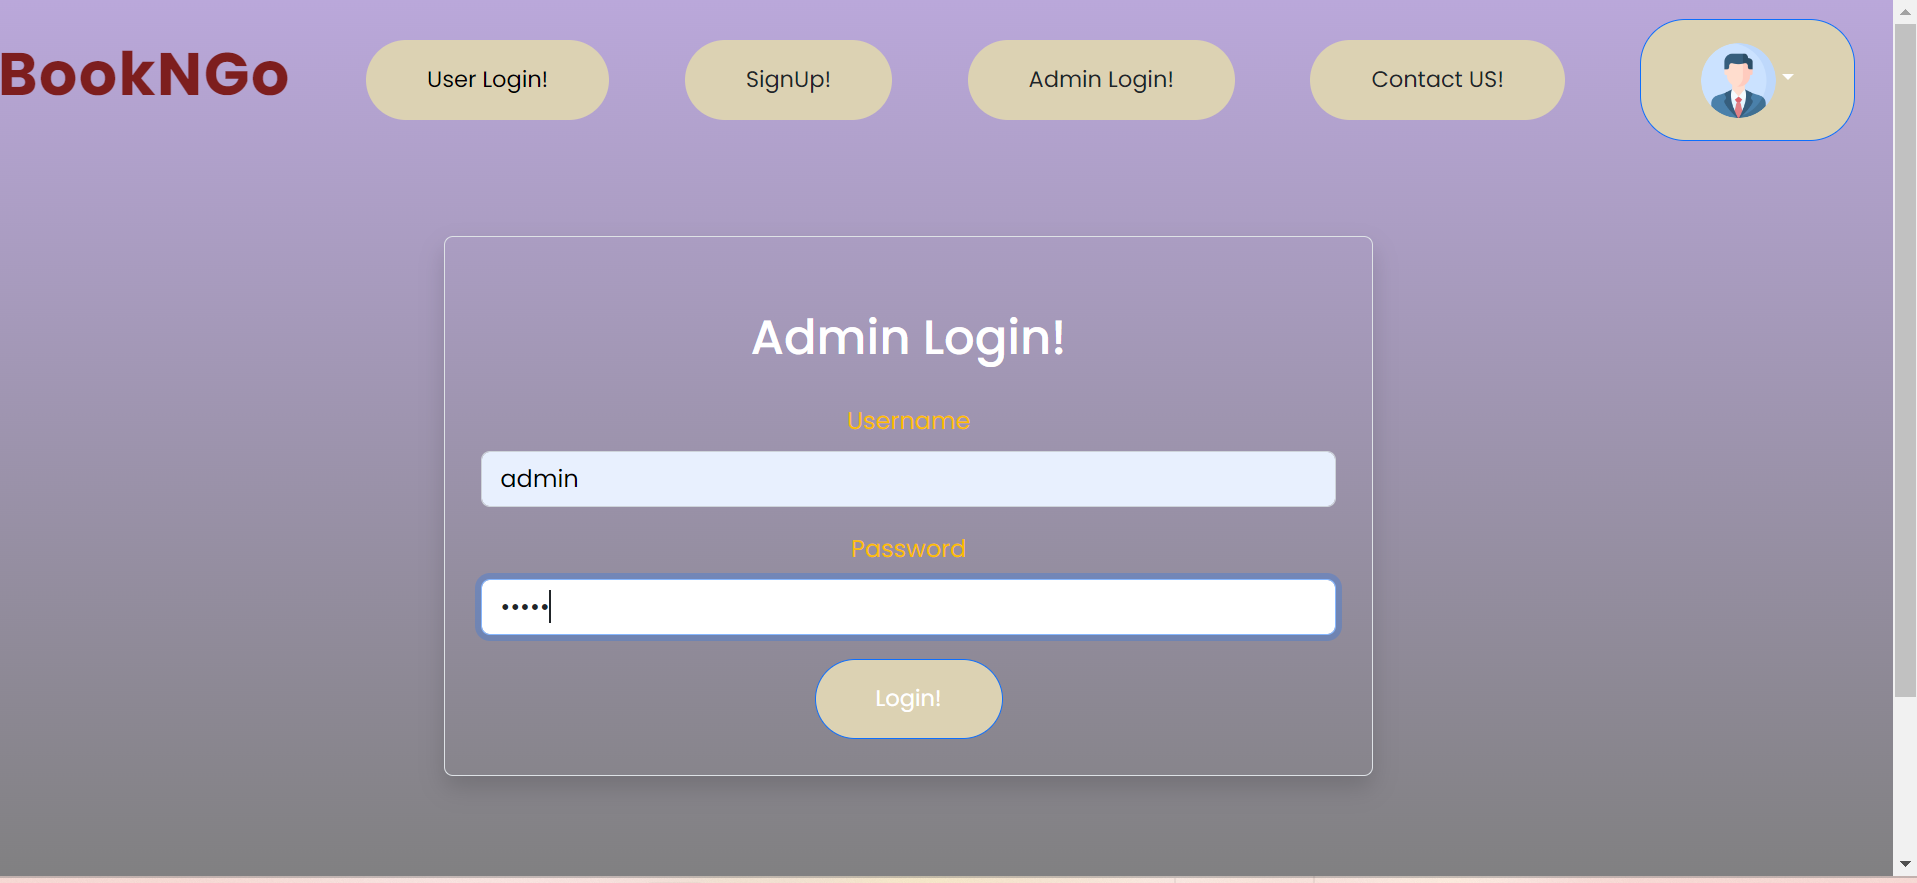 BookNGo
User Login!
SignUp!
Admin Login!
Contact US!
Admin Login!
Username
admin
Password
•••••
Login!